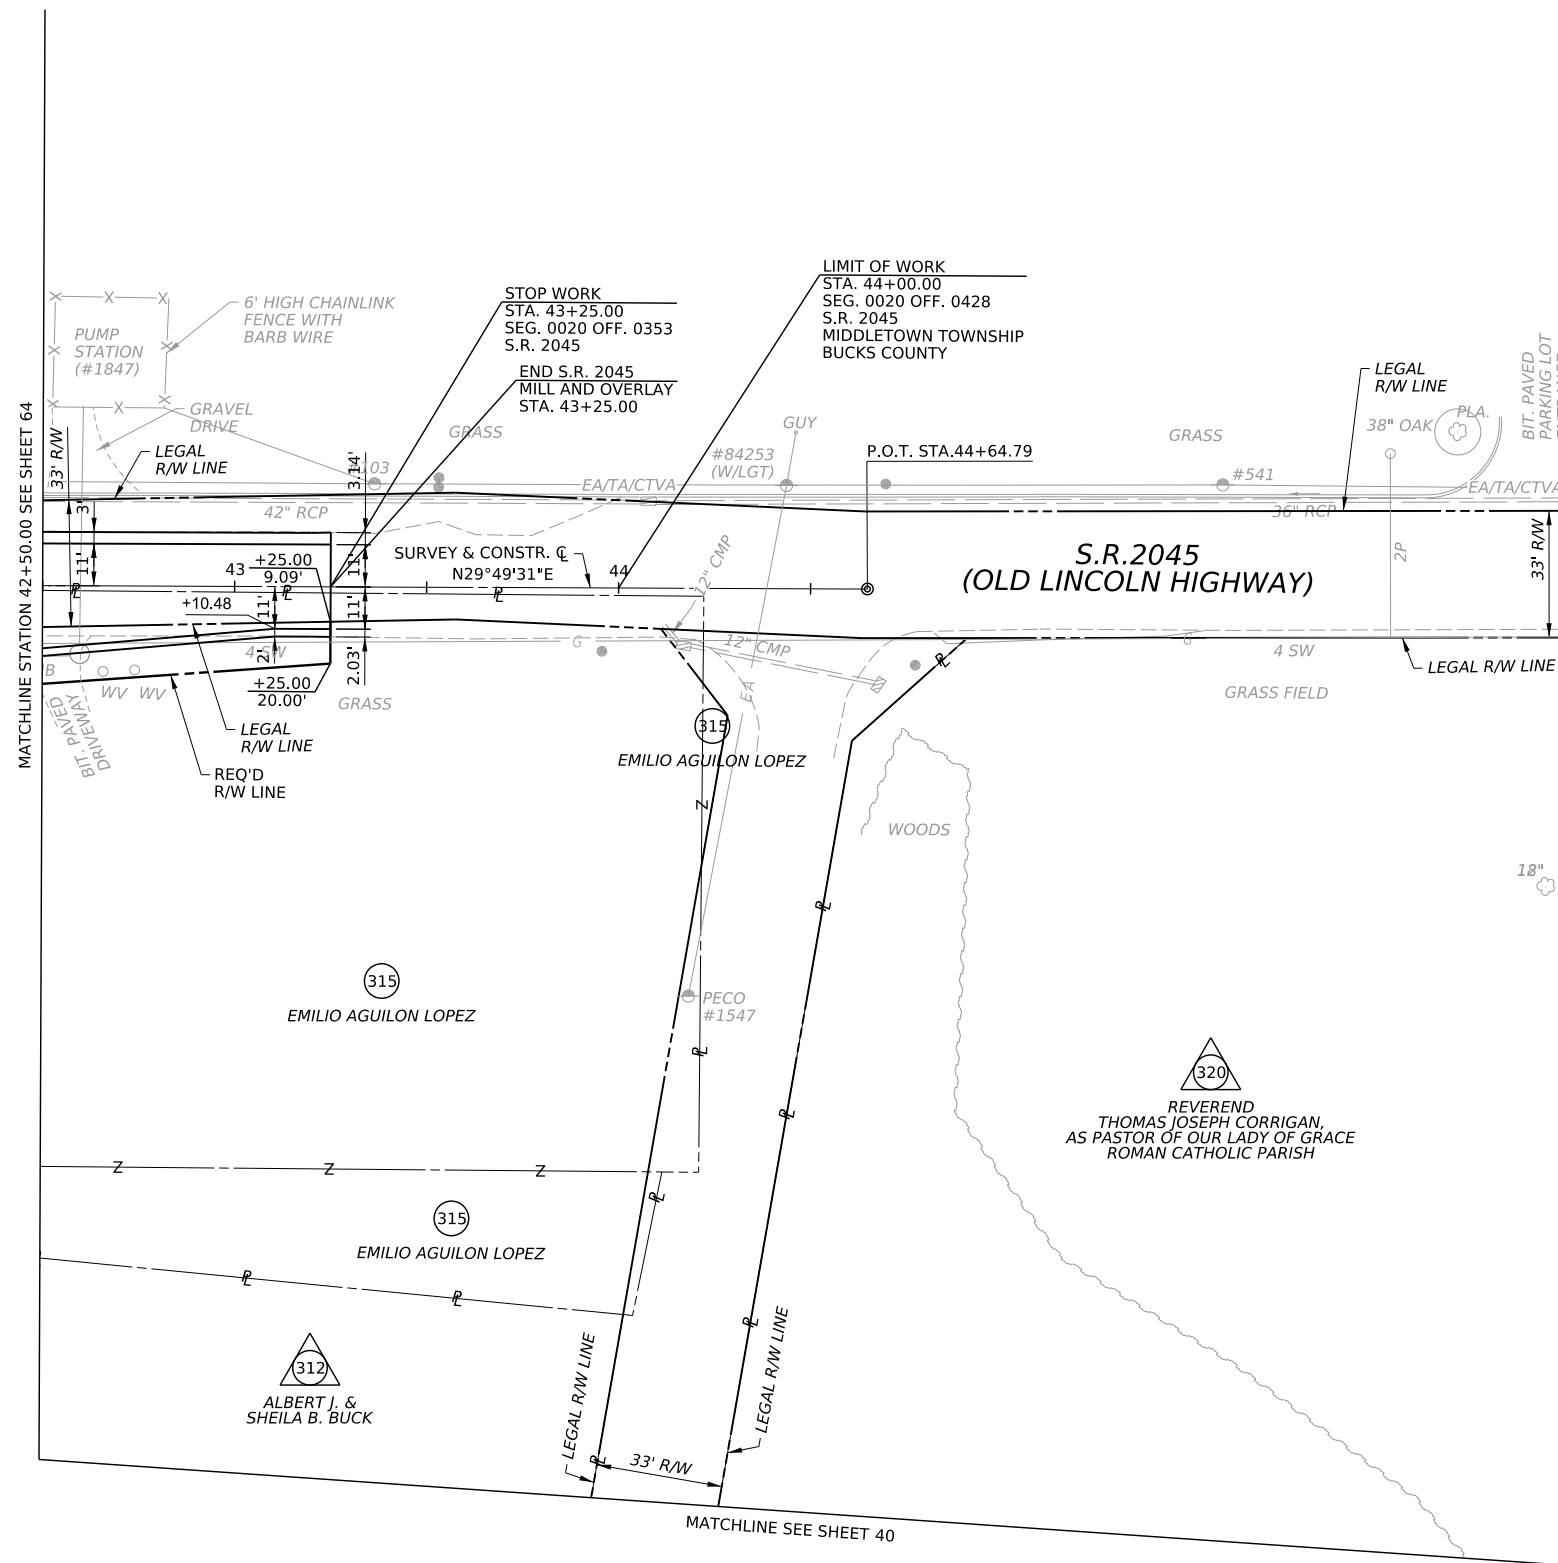 LIMIT OF WORK
STA. 44+00.00
SEG. 0020 OFF. 0428
S.R. 2045
MIDDLETOWN TOWNSHIP
BUCKS COUNTY
STOP WORK
STA. 43+25.00
SEG. 0020 OFF. 0353
S.R. 2045
END S.R. 2045
MILL AND OVERLAY
STA. 43+25.00
6' HIGH CHAINLINK
FENCE WITH
BARB WIRE
PUMP
STATION
(#1847)
X X X
X X
X X X
GRAVEL
DRIVE
LEGAL
R/W LINE
LEGAL
R/W LINE
BIT. PAVED
PARKING LOT
PLA.
38" OAK
GRASS
GRASS
GUY
#84253
(W/LGT)
P.O.T. STA.44+64.79
#541
EA/TA/CTVA
EA/TA/CTVA
MATCHLINE STATION 42+50.00 SEE SHEET 64
33' R/W
3'
11'
3.14'
42" RCP
36" RCP
2P
33' R/W
SURVEY & CONSTR. ℄
N29°49'31"E
43
44
+25.00
9.09'
+10.48
11'
11'
11'
2'
2.03'
12" CMP
12" CMP
S.R.2045
(OLD LINCOLN HIGHWAY)
4 SW
G
G
4 SW
LEGAL R/W LINE
GRASS FIELD
WV WV
+25.00
20.00'
GRASS
BIT. PAVED
DRIVEWAY
LEGAL
R/W LINE
REQ'D
R/W LINE
EA
315
EMILIO AGUILON LOPEZ
Z
WOODS
315
EMILIO AGUILON LOPEZ
PECO
#1547
320
REVEREND
THOMAS JOSEPH CORRIGAN,
AS PASTOR OF OUR LADY OF GRACE
ROMAN CATHOLIC PARISH
Z Z Z
315
EMILIO AGUILON LOPEZ
312
ALBERT J. &
SHEILA B. BUCK
LEGAL R/W LINE
LEGAL R/W LINE
33' R/W
MATCHLINE SEE SHEET 40